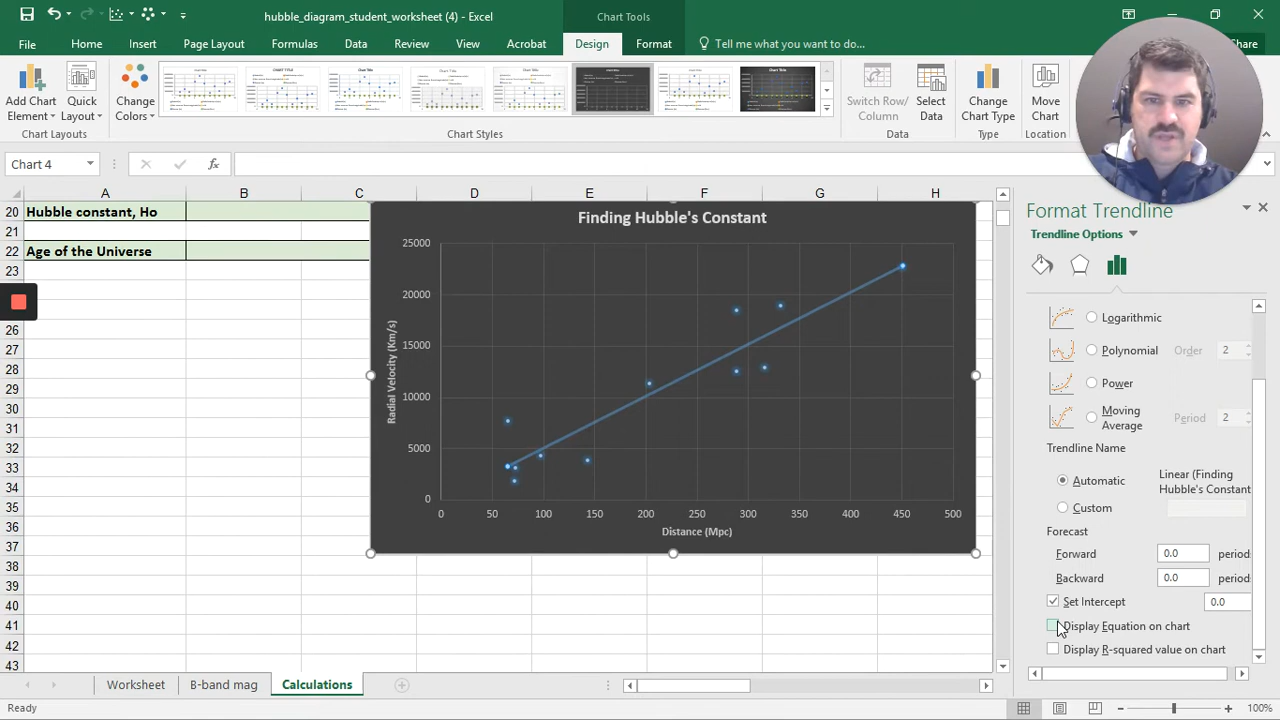 hubble_diagram_student_worksheet (4) - Excel
Chart Tools
File Home Insert Page Layout Formulas Data Review View Acrobat Design Format Tell me what you want to do... Share
Add Chart Element
Quick Layout
Change Colors
Switch Row/ Column
Select Data
Change Chart Type
Move Chart
Chart Layouts
Chart Styles
Data
Type
Location
Chart 4
fx
A B C D E F G H
20 Hubble constant, Ho
21
22 Age of the Universe
23
26
27
28
29
30
31
32
33
34
35
36
37
38
39
40
41
42
43
Finding Hubble's Constant
25000
20000
15000
10000
5000
0
Radial Velocity (Km/s)
0 50 100 150 200 250 300 350 400 450 500
Distance (Mpc)
Format Trendline
Trendline Options
Logarithmic
Polynomial Order 2
Power
Moving Average Period 2
Trendline Name
Automatic Linear (Finding Hubble's Constant
Custom
Forecast
Forward 0.0 period
Backward 0.0 period
Set Intercept 0.0
Display Equation on chart
Display R-squared value on chart
Worksheet B-band mag Calculations
Ready
100%